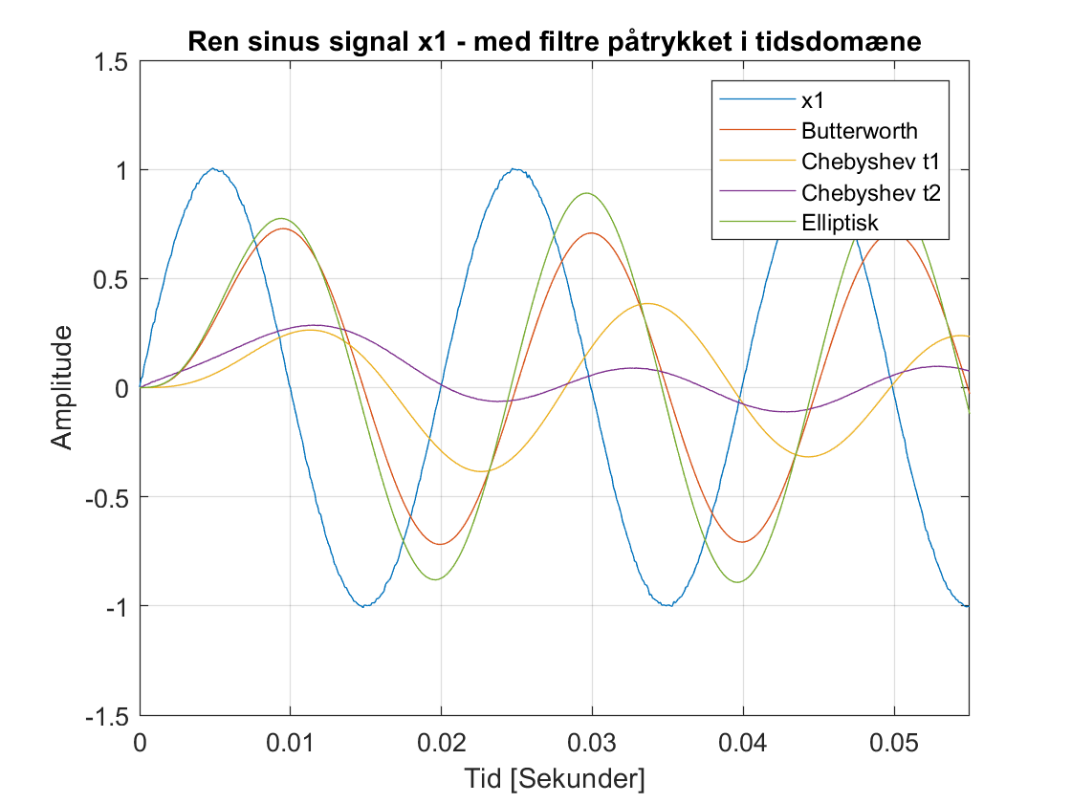 Ren sinus signal x1 - med filtre påtrykket i tidsdomæne
1.5
1
0.5
0
-0.5
-1
-1.5
Amplitude
x1
Butterworth
Chebyshev t1
Chebyshev t2
Elliptisk
0
0.01
0.02
0.03
0.04
0.05
Tid [Sekunder]